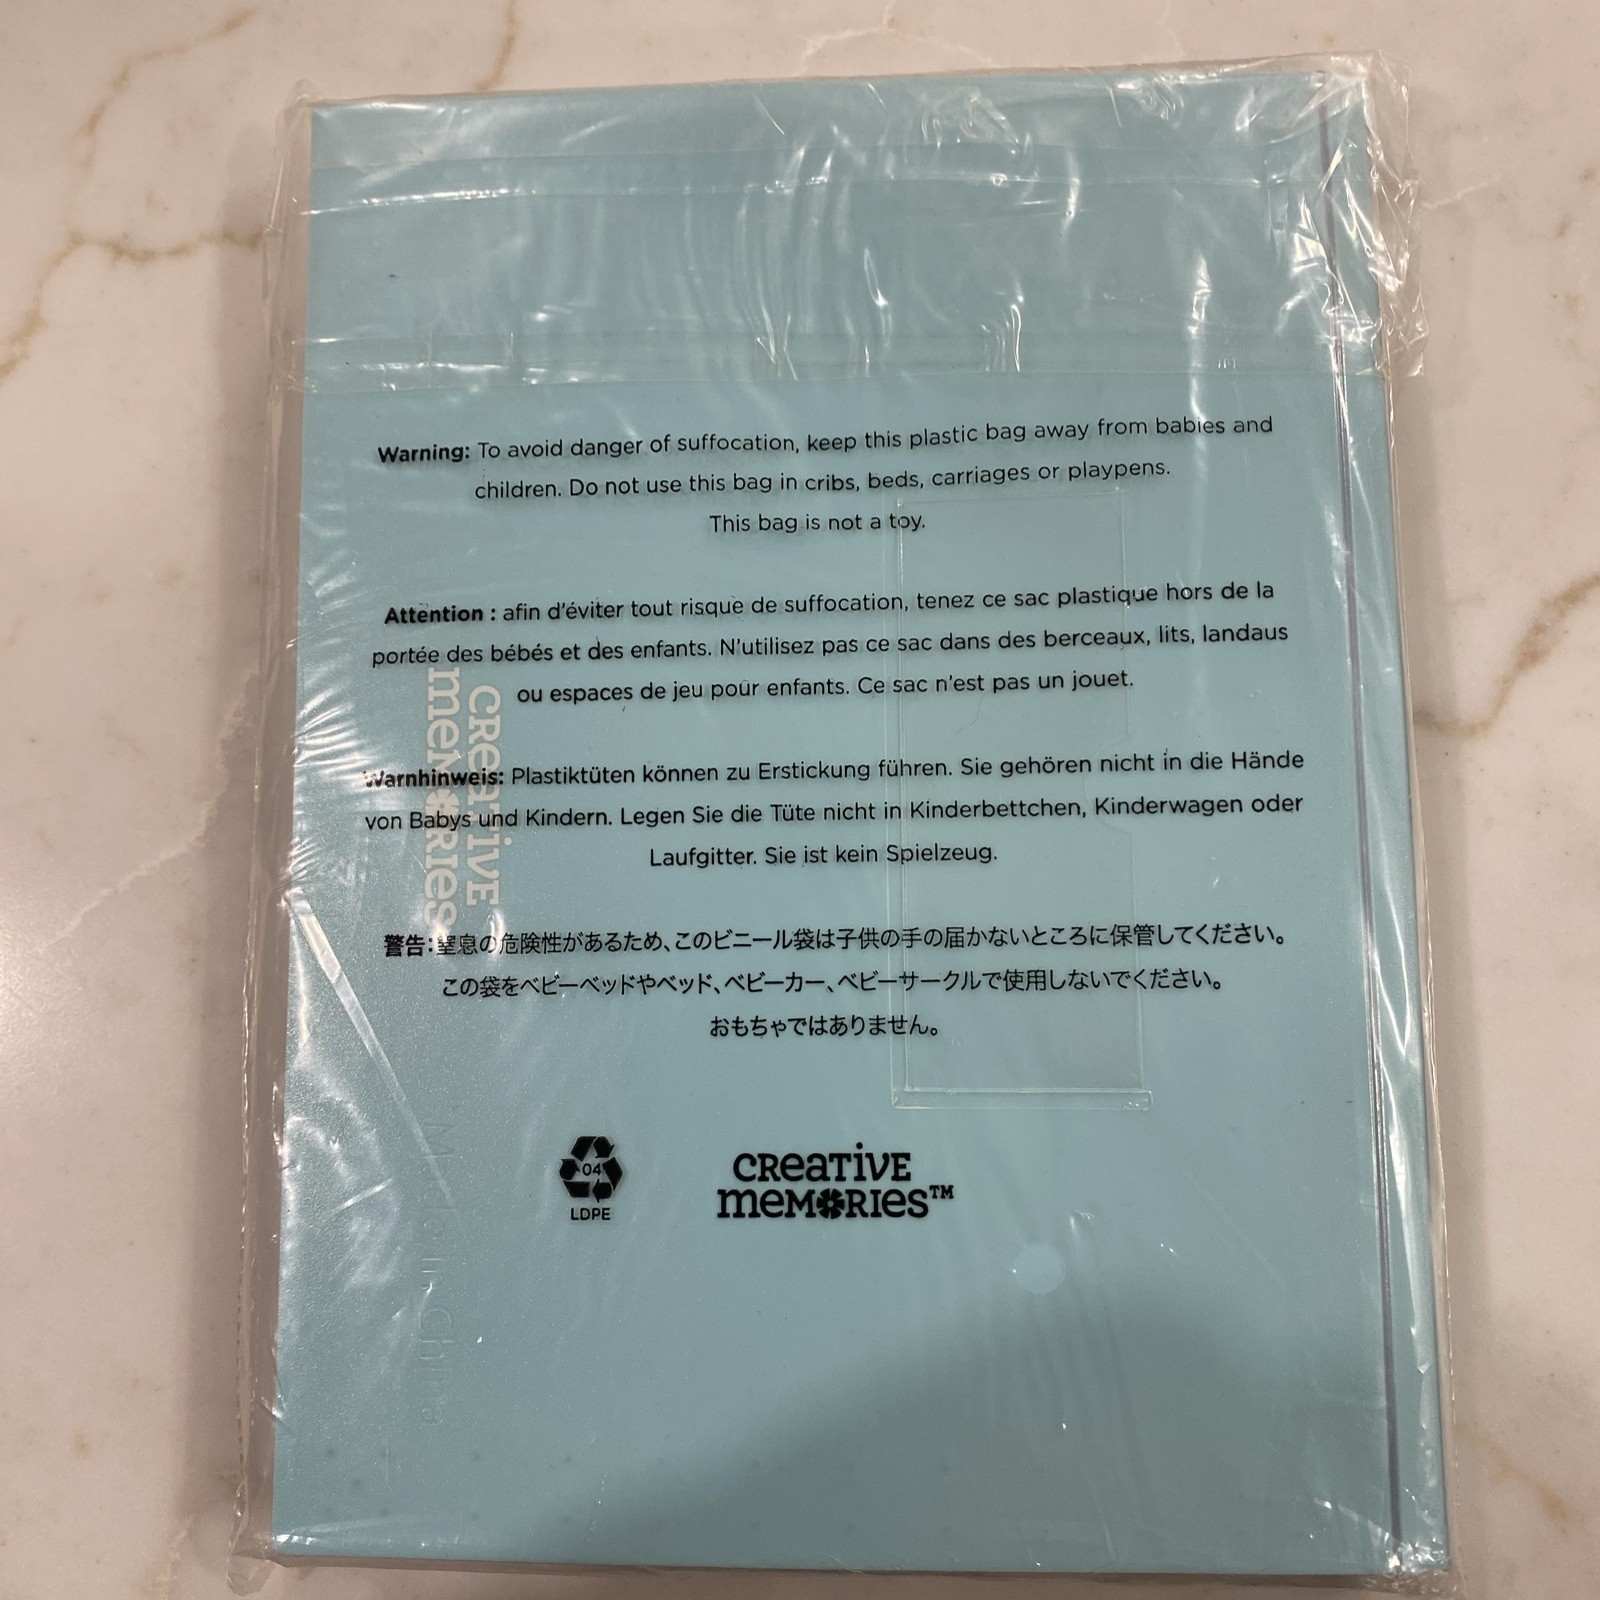 Warning: To avoid danger of suffocation, keep this plastic bag away from babies and
children. Do not use this bag in cribs, beds, carriages or playpens.
This bag is not a toy.
Attention : afin d'éviter tout risque de suffocation, tenez ce sac plastique hors de la
portée des bébés et des enfants. N'utilisez pas ce sac dans des berceaux, lits, landaus
ou espaces de jeu pour enfants. Ce sac n'est pas un jouet.
Warnhinweis: Plastiktüten können zu Erstickung führen. Sie gehören nicht in die Hände
von Babys und Kindern. Legen Sie die Tüte nicht in Kinderbettchen, Kinderwagen oder
Laufgitter. Sie ist kein Spielzeug.
警告：窒息の危険性があるため、このビニール袋は子供の手の届かないところに保管してください。
この袋をベビーベッドやベッド、ベビーカー、ベビーサークルで使用しないでください。
おもちゃではありません。
04
LDPE
CREATIVE
MEMORIES™
CREATIVE
MEMORIES
Made in China